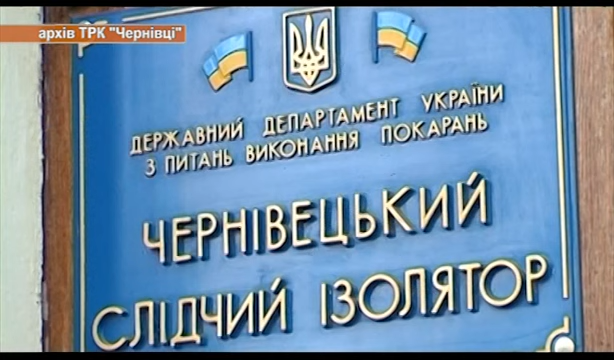 архів ТРК "Чернівці"
ДЕРЖАВНИЙ ДЕПАРТАМЕНТ УКРАЇНИ
З ПИТАНЬ ВИКОНАННЯ ПОКАРАНЬ
ЧЕРНІВЕЦЬКИЙ
СЛІДЧИЙ ІЗОЛЯТОР